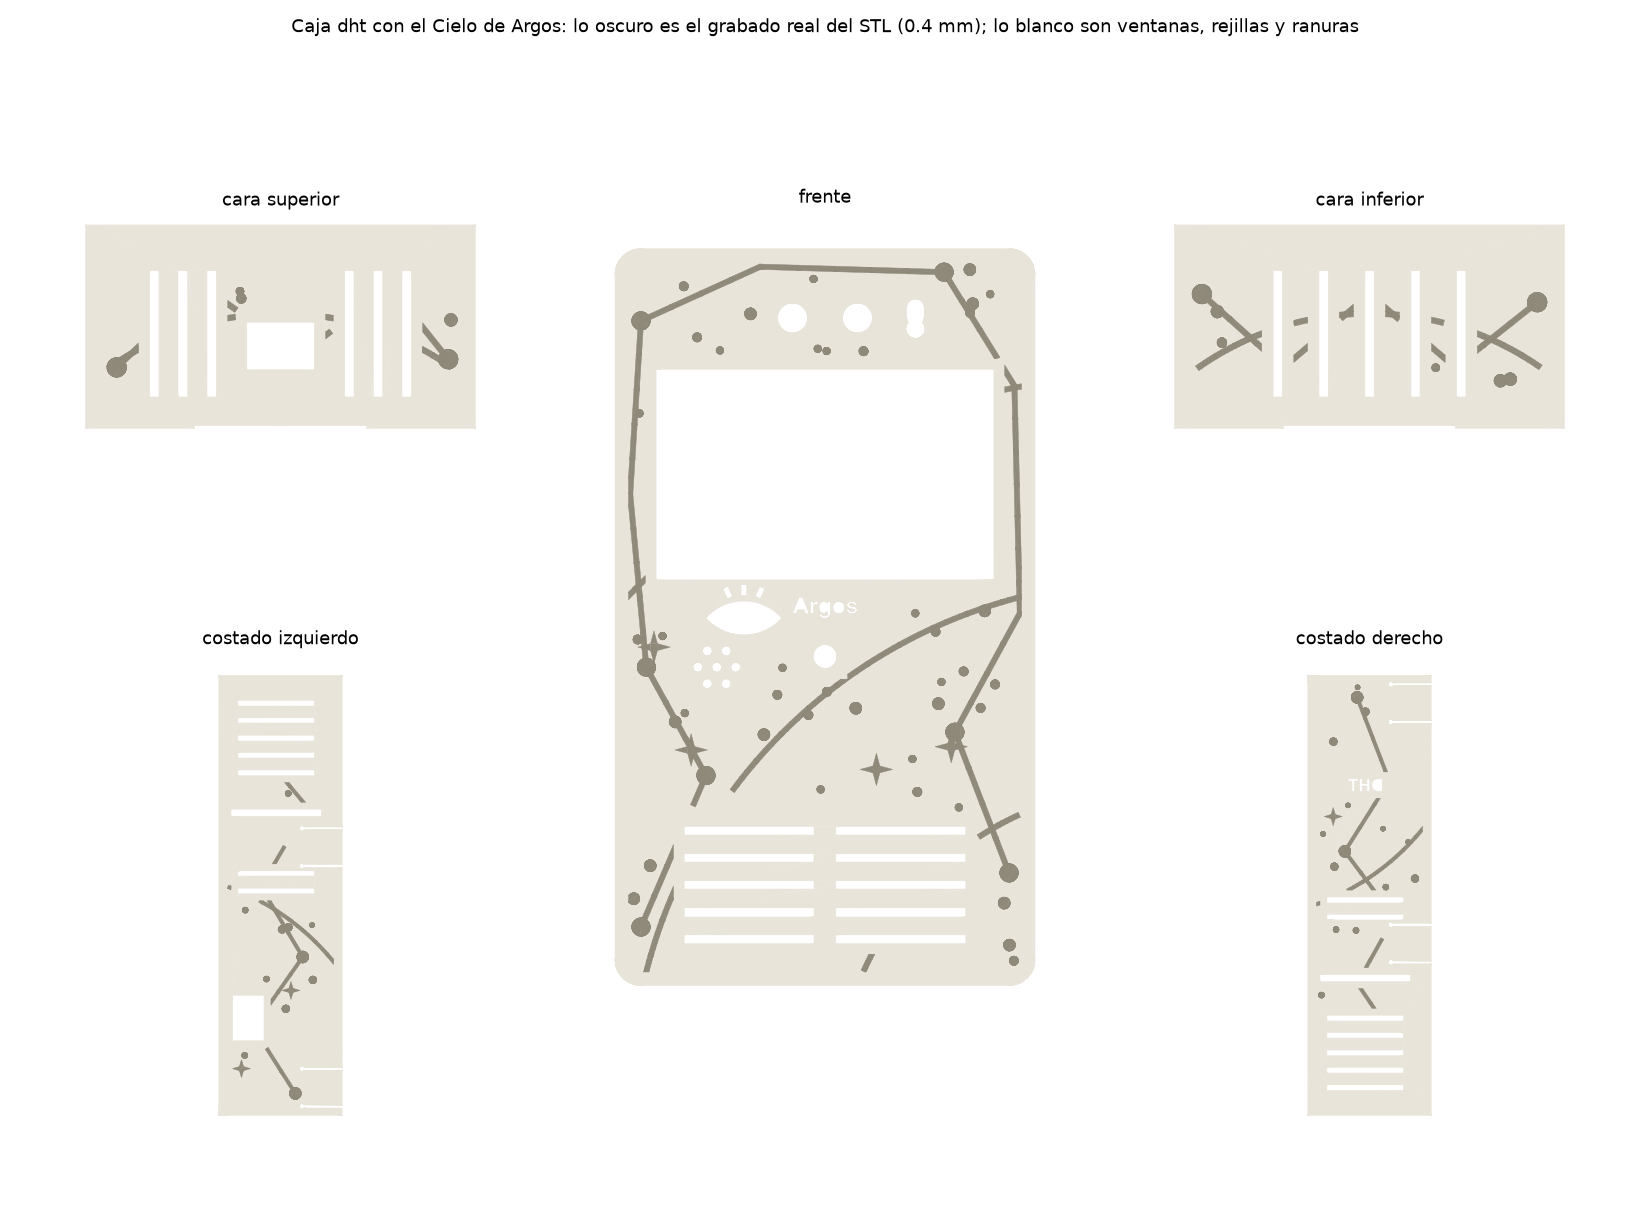 Caja dht con el Cielo de Argos: lo oscuro es el grabado real del STL (0.4 mm); lo blanco son ventanas, rejillas y ranuras
cara superior
frente
cara inferior
Argos
costado izquierdo
costado derecho
THD